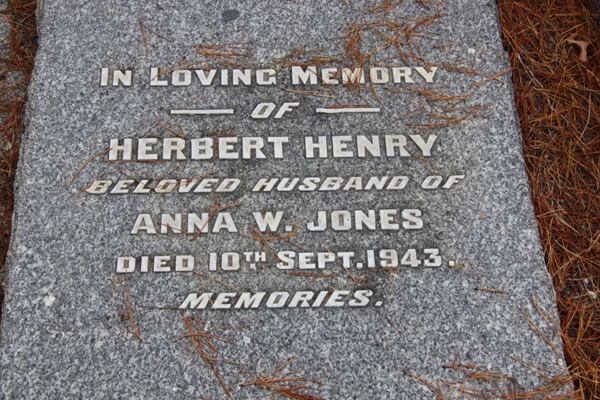 IN LOVING MEMORY
OF
HERBERT HENRY
BELOVED HUSBAND OF
ANNA W. JONES
DIED 10TH SEPT. 1943.
MEMORIES.